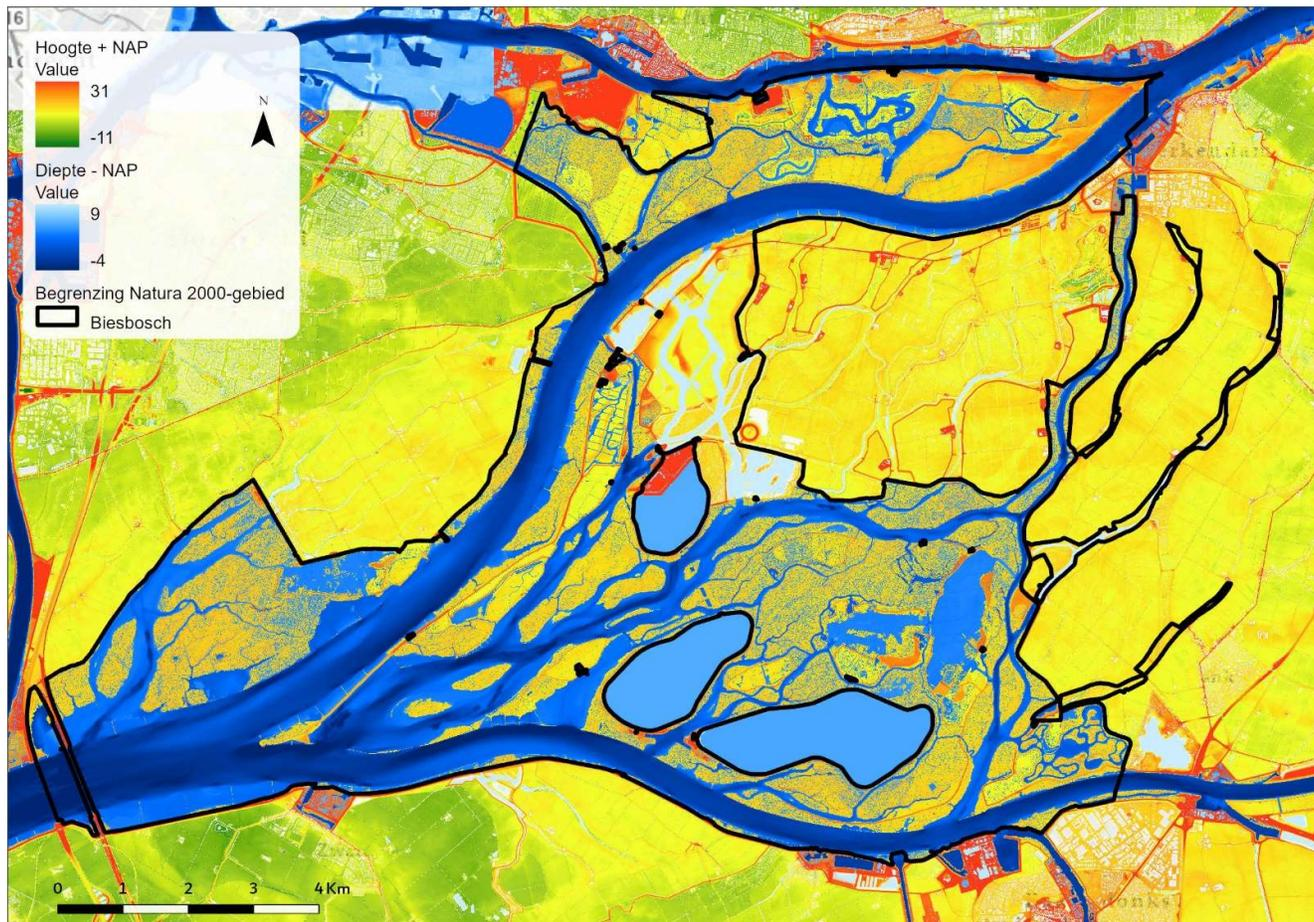 16
Hoogte + NAP
Value
31
-11
Diepte - NAP
Value
9
-4
Begrenzing Natura 2000-gebied
Biesbosch
N
0 1 2 3 4 Km